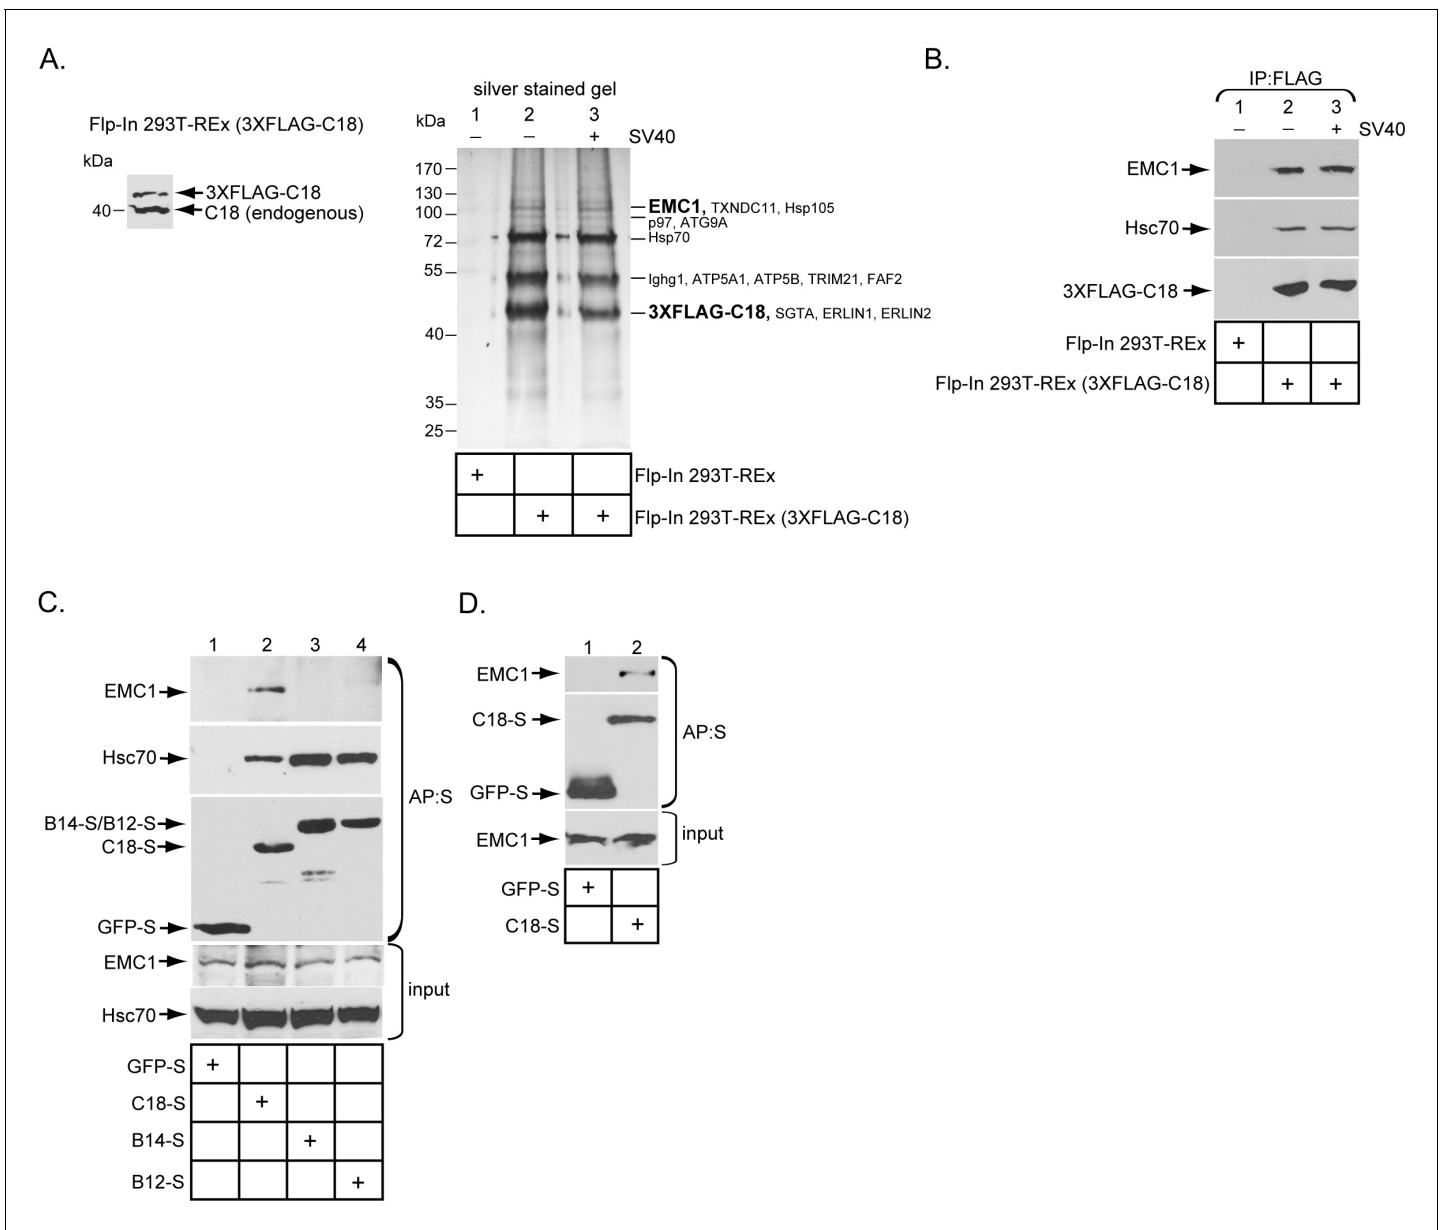 A.
Flp-In 293T-REx (3XFLAG-C18)
kDa
3XFLAG-C18
40
C18 (endogenous)
silver stained gel
kDa
1 2 3
– – + SV40
170
130
100
72
55
40
35
25
EMC1, TXNDC11, Hsp105
p97, ATG9A
Hsp70
Ighg1, ATP5A1, ATP5B, TRIM21, FAF2
3XFLAG-C18, SGTA, ERLIN1, ERLIN2
+ Flp-In 293T-REx
+ + Flp-In 293T-REx (3XFLAG-C18)
B.
IP:FLAG
1 2 3
– – + SV40
EMC1
Hsc70
3XFLAG-C18
Flp-In 293T-REx +
Flp-In 293T-REx (3XFLAG-C18) + +
C.
1 2 3 4
EMC1
Hsc70
AP:S
B14-S/B12-S
C18-S
GFP-S
EMC1
input
Hsc70
GFP-S +
C18-S +
B14-S +
B12-S +
D.
1 2
EMC1
C18-S
AP:S
GFP-S
EMC1 input
GFP-S +
C18-S +